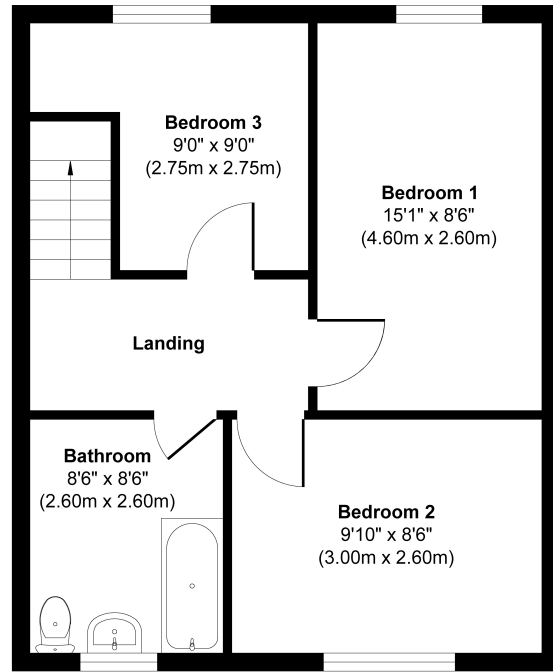 Bedroom 3
9'0" x 9'0"
(2.75m x 2.75m)
Bedroom 1
15'1" x 8'6"
(4.60m x 2.60m)
Landing
Bathroom
8'6" x 8'6"
(2.60m x 2.60m)
Bedroom 2
9'10" x 8'6"
(3.00m x 2.60m)